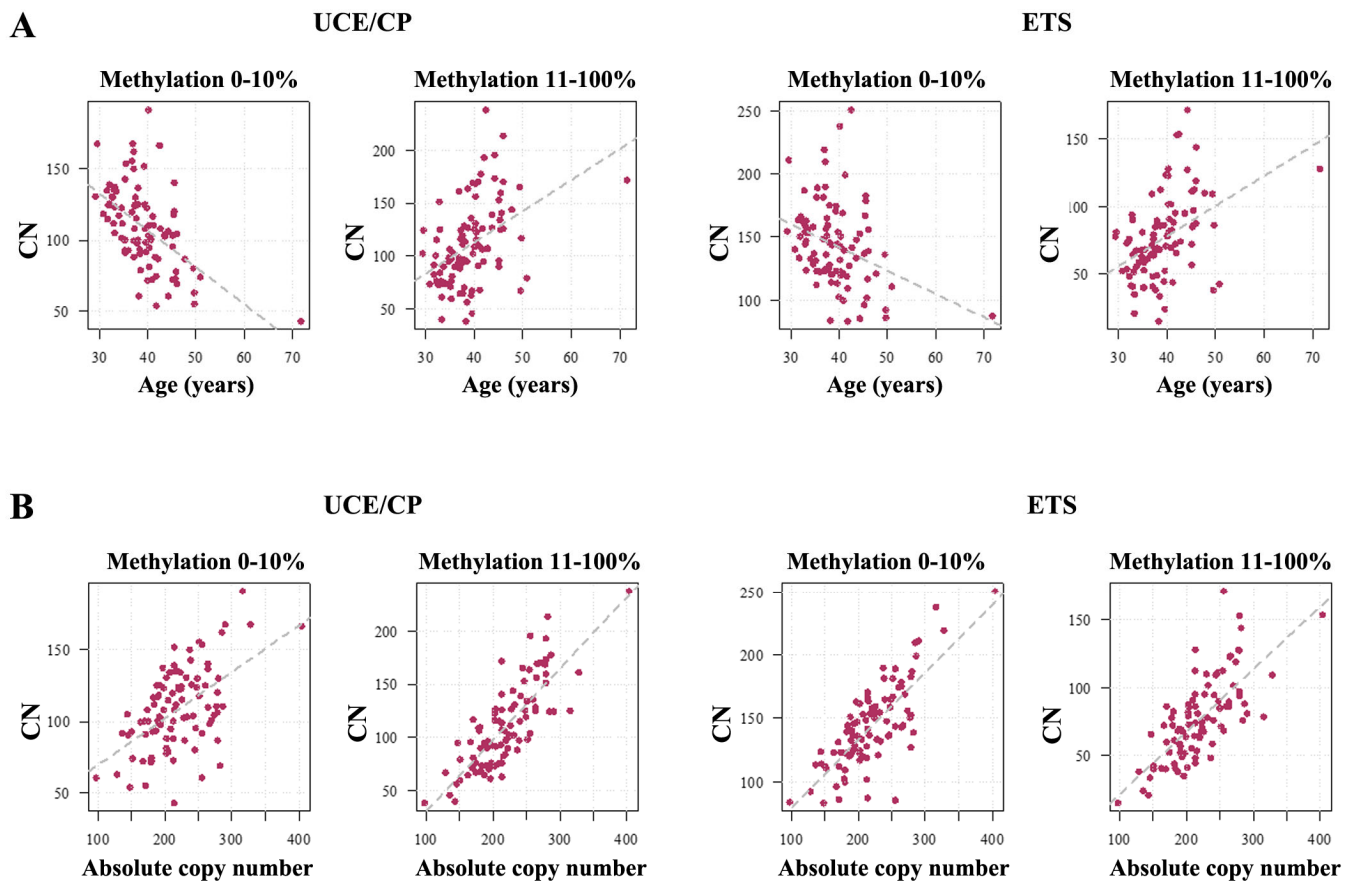 A
UCE/CP
ETS
Methylation 0-10%
Methylation 11-100%
Methylation 0-10%
Methylation 11-100%
CN
150
100
50
30 40 50 60 70
Age (years)
CN
200
150
100
50
30 40 50 60 70
Age (years)
CN
250
200
150
100
30 40 50 60 70
Age (years)
CN
150
100
50
30 40 50 60 70
Age (years)
B
UCE/CP
ETS
Methylation 0-10%
Methylation 11-100%
Methylation 0-10%
Methylation 11-100%
CN
150
100
50
100 200 300 400
Absolute copy number
CN
200
150
100
50
100 200 300 400
Absolute copy number
CN
250
200
150
100
100 200 300 400
Absolute copy number
CN
150
100
50
100 200 300 400
Absolute copy number